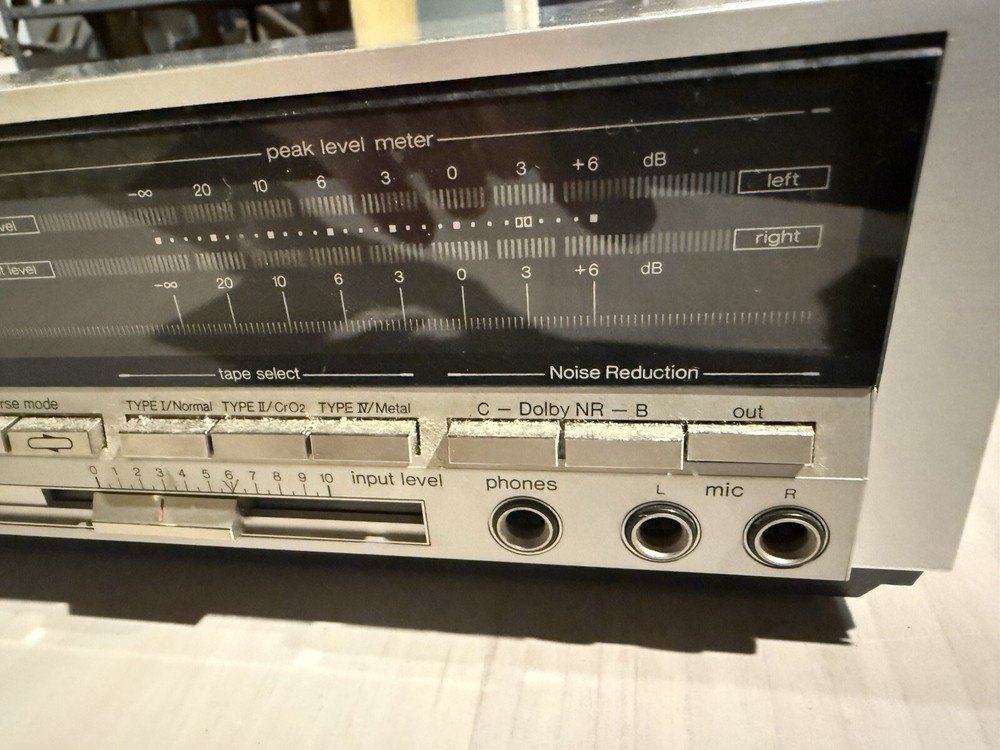 peak level meter
-∞ 20 10 6 3 0 3 +6 dB
left
right
level
-∞ 20 10 6 3 0 3 +6 dB
tape select
Noise Reduction
mode
TYPE I/Normal TYPE II/CrO2 TYPE IV/Metal
C - Dolby NR - B
out
0 1 2 3 4 5 6 7 8 9 10
input level
phones
L mic R